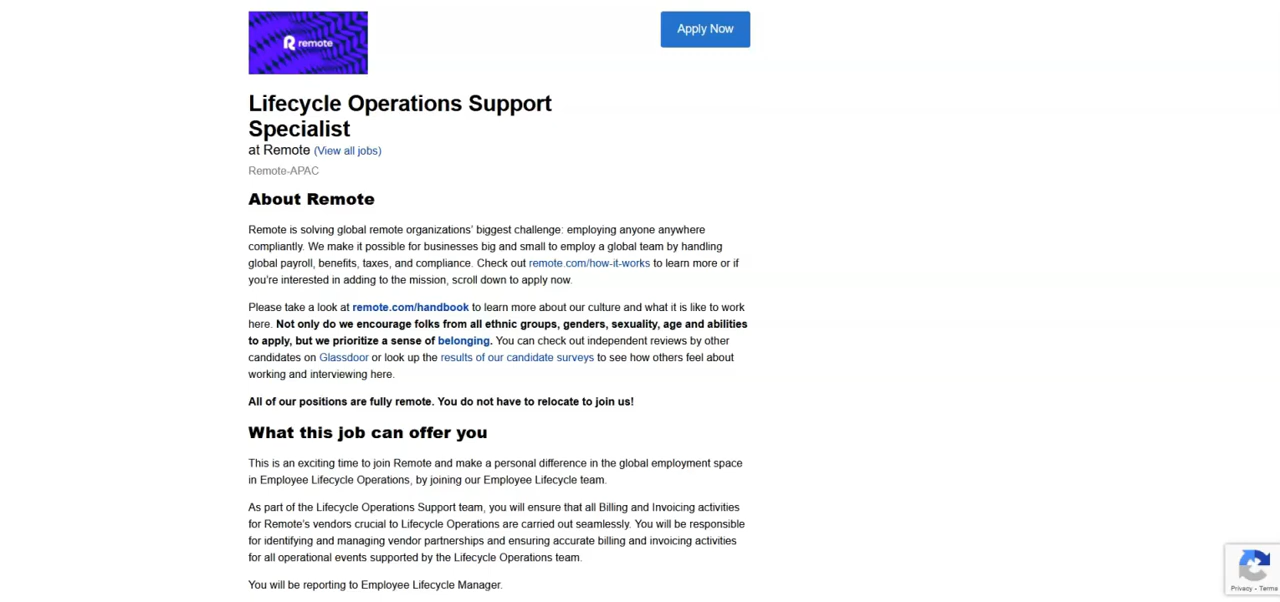 remote
Apply Now
Lifecycle Operations Support
Specialist
at Remote (View all jobs)
Remote-APAC
About Remote
Remote is solving global remote organizations' biggest challenge: employing anyone anywhere
compliantly. We make it possible for businesses big and small to employ a global team by handling
global payroll, benefits, taxes, and compliance. Check out remote.com/how-it-works to learn more or if
you're interested in adding to the mission, scroll down to apply now.
Please take a look at remote.com/handbook to learn more about our culture and what it is like to work
here. Not only do we encourage folks from all ethnic groups, genders, sexuality, age and abilities
to apply, but we prioritize a sense of belonging. You can check out independent reviews by other
candidates on Glassdoor or look up the results of our candidate surveys to see how others feel about
working and interviewing here.
All of our positions are fully remote. You do not have to relocate to join us!
What this job can offer you
This is an exciting time to join Remote and make a personal difference in the global employment space
in Employee Lifecycle Operations, by joining our Employee Lifecycle team.
As part of the Lifecycle Operations Support team, you will ensure that all Billing and Invoicing activities
for Remote's vendors crucial to Lifecycle Operations are carried out seamlessly. You will be responsible
for identifying and managing vendor partnerships and ensuring accurate billing and invoicing activities
for all operational events supported by the Lifecycle Operations team.
You will be reporting to Employee Lifecycle Manager.
Privacy - Terms